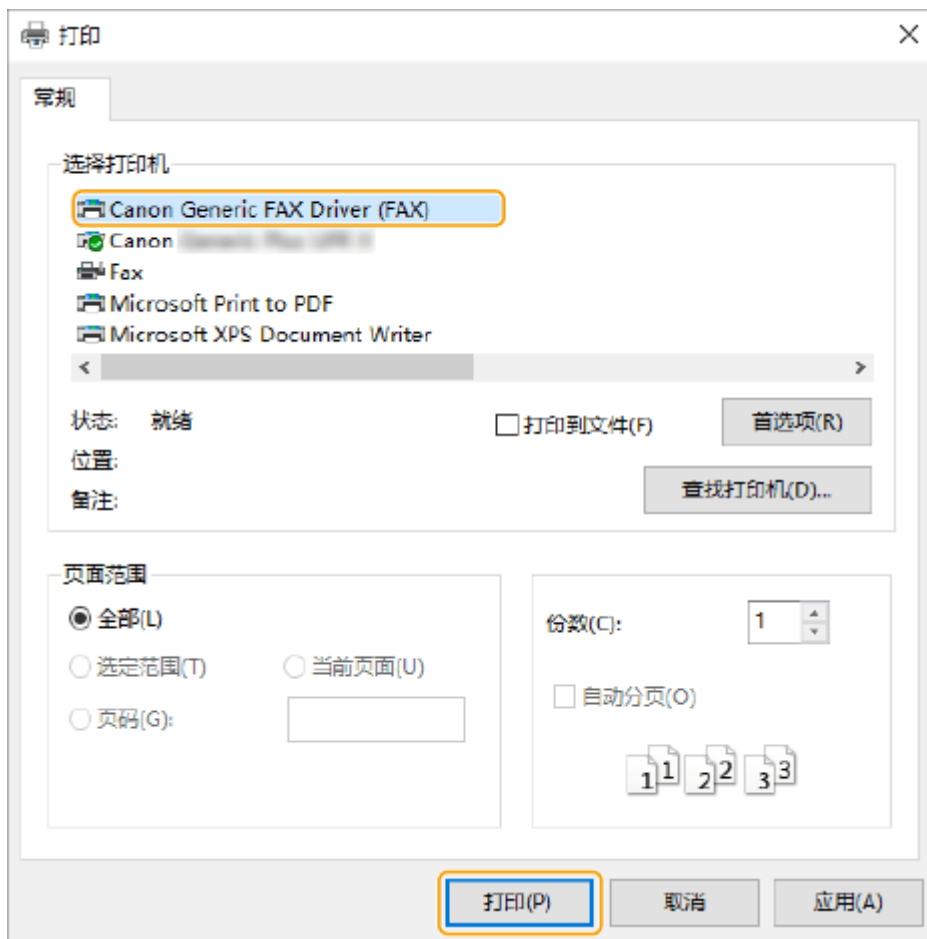 打印
常规
选择打印机
Canon Generic FAX Driver (FAX)
Canon
Fax
Microsoft Print to PDF
Microsoft XPS Document Writer
状态: 就绪
打印到文件(F)
首选项(R)
位置:
查找打印机(D)...
备注:
页面范围
全部(L)
选定范围(T) 当前页面(U)
页码(G):
份数(C): 1
自动分页(O)
1 1 2 2 3 3
打印(P) 取消 应用(A)